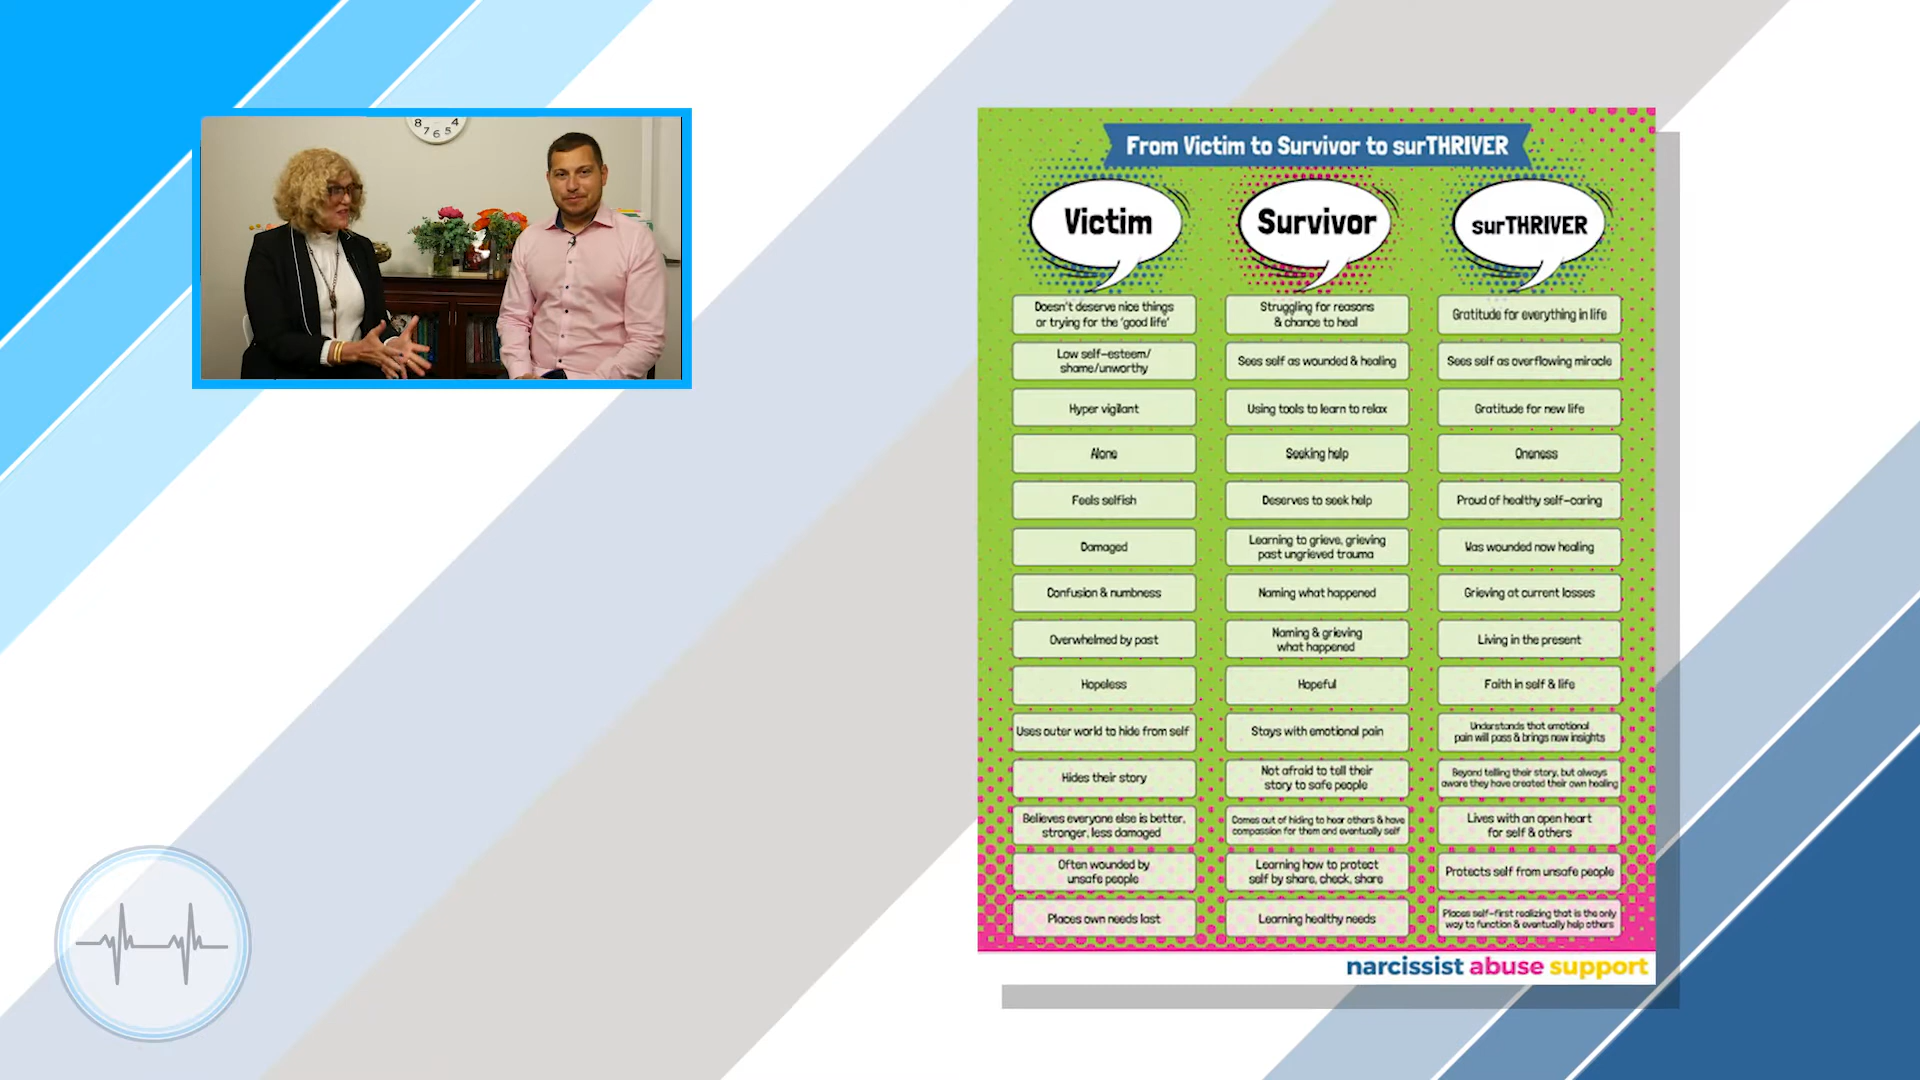 8 4
7 6 5
From Victim to Survivor to surTHRIVER
Victim
Survivor
surTHRIVER
Doesn't deserve nice things
or trying for the 'good life'
Struggling for reasons
& chance to heal
Gratitude for everything in life
Low self-esteem/
shame/unworthy
Sees self as wounded & healing
Sees self as overflowing miracle
Hyper vigilant
Using tools to learn to relax
Gratitude for new life
Alone
Seeking help
Oneness
Feels selfish
Deserves to seek help
Proud of healthy self-caring
Damaged
Learning to grieve, grieving
past ungrieved trauma
Was wounded now healing
Confusion & numbness
Naming what happened
Grieving at current losses
Overwhelmed by past
Naming & grieving
what happened
Living in the present
Hopeless
Hopeful
Faith in self & life
Uses outer world to hide from self
Stays with emotional pain
Understands that emotional
pain will pass & brings new insights
Hides their story
Not afraid to tell their
story to safe people
Beyond telling their story, but always
aware they have created their own healing
Believes everyone else is better,
stronger, less damaged
Comes out of hiding to hear others & have
compassion for them and eventually self
Lives with an open heart
for self & others
Often wounded by
unsafe people
Learning how to protect
self by share, check, share
Protects self from unsafe people
Places own needs last
Learning healthy needs
Places self-first realizing that is the only
way to function & eventually help others
narcissist abuse support